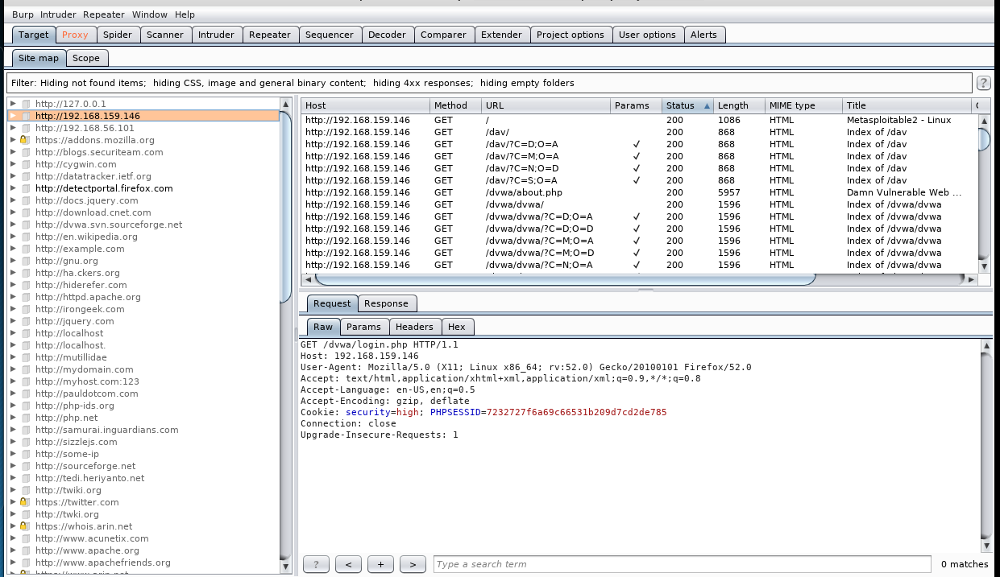 Burp Intruder Repeater Window Help
Target Proxy Spider Scanner Intruder Repeater Sequencer Decoder Comparer Extender Project options User options Alerts
Site map Scope
Filter: Hiding not found items; hiding CSS, image and general binary content; hiding 4xx responses; hiding empty folders ?
http://127.0.0.1
http://192.168.159.146
http://192.168.56.101
https://addons.mozilla.org
http://blogs.securiteam.com
http://cygwin.com
http://datatracker.ietf.org
http://detectportal.firefox.com
http://docs.jquery.com
http://download.cnet.com
http://dvwa.svn.sourceforge.net
http://en.wikipedia.org
http://example.com
http://gnu.org
http://ha.ckers.org
http://hiderefer.com
http://httpd.apache.org
http://irongeek.com
http://jquery.com
http://localhost
http://localhost.
http://mutillidae
http://mydomain.com
http://myhost.com:123
http://pauldotcom.com
http://php-ids.org
http://php.net
http://samurai.inguardians.com
http://sizzlejs.com
http://some-ip
http://sourceforge.net
http://tedi.heriyanto.net
http://twiki.org
https://twitter.com
http://twki.org
https://whois.arin.net
http://www.acunetix.com
http://www.apache.org
http://www.apachefriends.org
https://www.arin.net
Host Method URL Params Status Length MIME type Title
http://192.168.159.146 GET / 200 1086 HTML Metasploitable2 - Linux
http://192.168.159.146 GET /dav/ 200 868 HTML Index of /dav
http://192.168.159.146 GET /dav/?C=D;O=A ✓ 200 868 HTML Index of /dav
http://192.168.159.146 GET /dav/?C=M;O=A ✓ 200 868 HTML Index of /dav
http://192.168.159.146 GET /dav/?C=N;O=D ✓ 200 868 HTML Index of /dav
http://192.168.159.146 GET /dav/?C=S;O=A ✓ 200 868 HTML Index of /dav
http://192.168.159.146 GET /dvwa/about.php 200 5957 HTML Damn Vulnerable Web ...
http://192.168.159.146 GET /dvwa/dvwa/ 200 1596 HTML Index of /dvwa/dvwa
http://192.168.159.146 GET /dvwa/dvwa/?C=D;O=A ✓ 200 1596 HTML Index of /dvwa/dvwa
http://192.168.159.146 GET /dvwa/dvwa/?C=D;O=D ✓ 200 1596 HTML Index of /dvwa/dvwa
http://192.168.159.146 GET /dvwa/dvwa/?C=M;O=A ✓ 200 1596 HTML Index of /dvwa/dvwa
http://192.168.159.146 GET /dvwa/dvwa/?C=M;O=D ✓ 200 1596 HTML Index of /dvwa/dvwa
http://192.168.159.146 GET /dvwa/dvwa/?C=N;O=A ✓ 200 1596 HTML Index of /dvwa/dvwa
Request Response
Raw Params Headers Hex
GET /dvwa/login.php HTTP/1.1
Host: 192.168.159.146
User-Agent: Mozilla/5.0 (X11; Linux x86_64; rv:52.0) Gecko/20100101 Firefox/52.0
Accept: text/html,application/xhtml+xml,application/xml;q=0.9,*/*;q=0.8
Accept-Language: en-US,en;q=0.5
Accept-Encoding: gzip, deflate
Cookie: security=high; PHPSESSID=7232727f6a69c66531b209d7cd2de785
Connection: close
Upgrade-Insecure-Requests: 1
? < + > Type a search term 0 matches